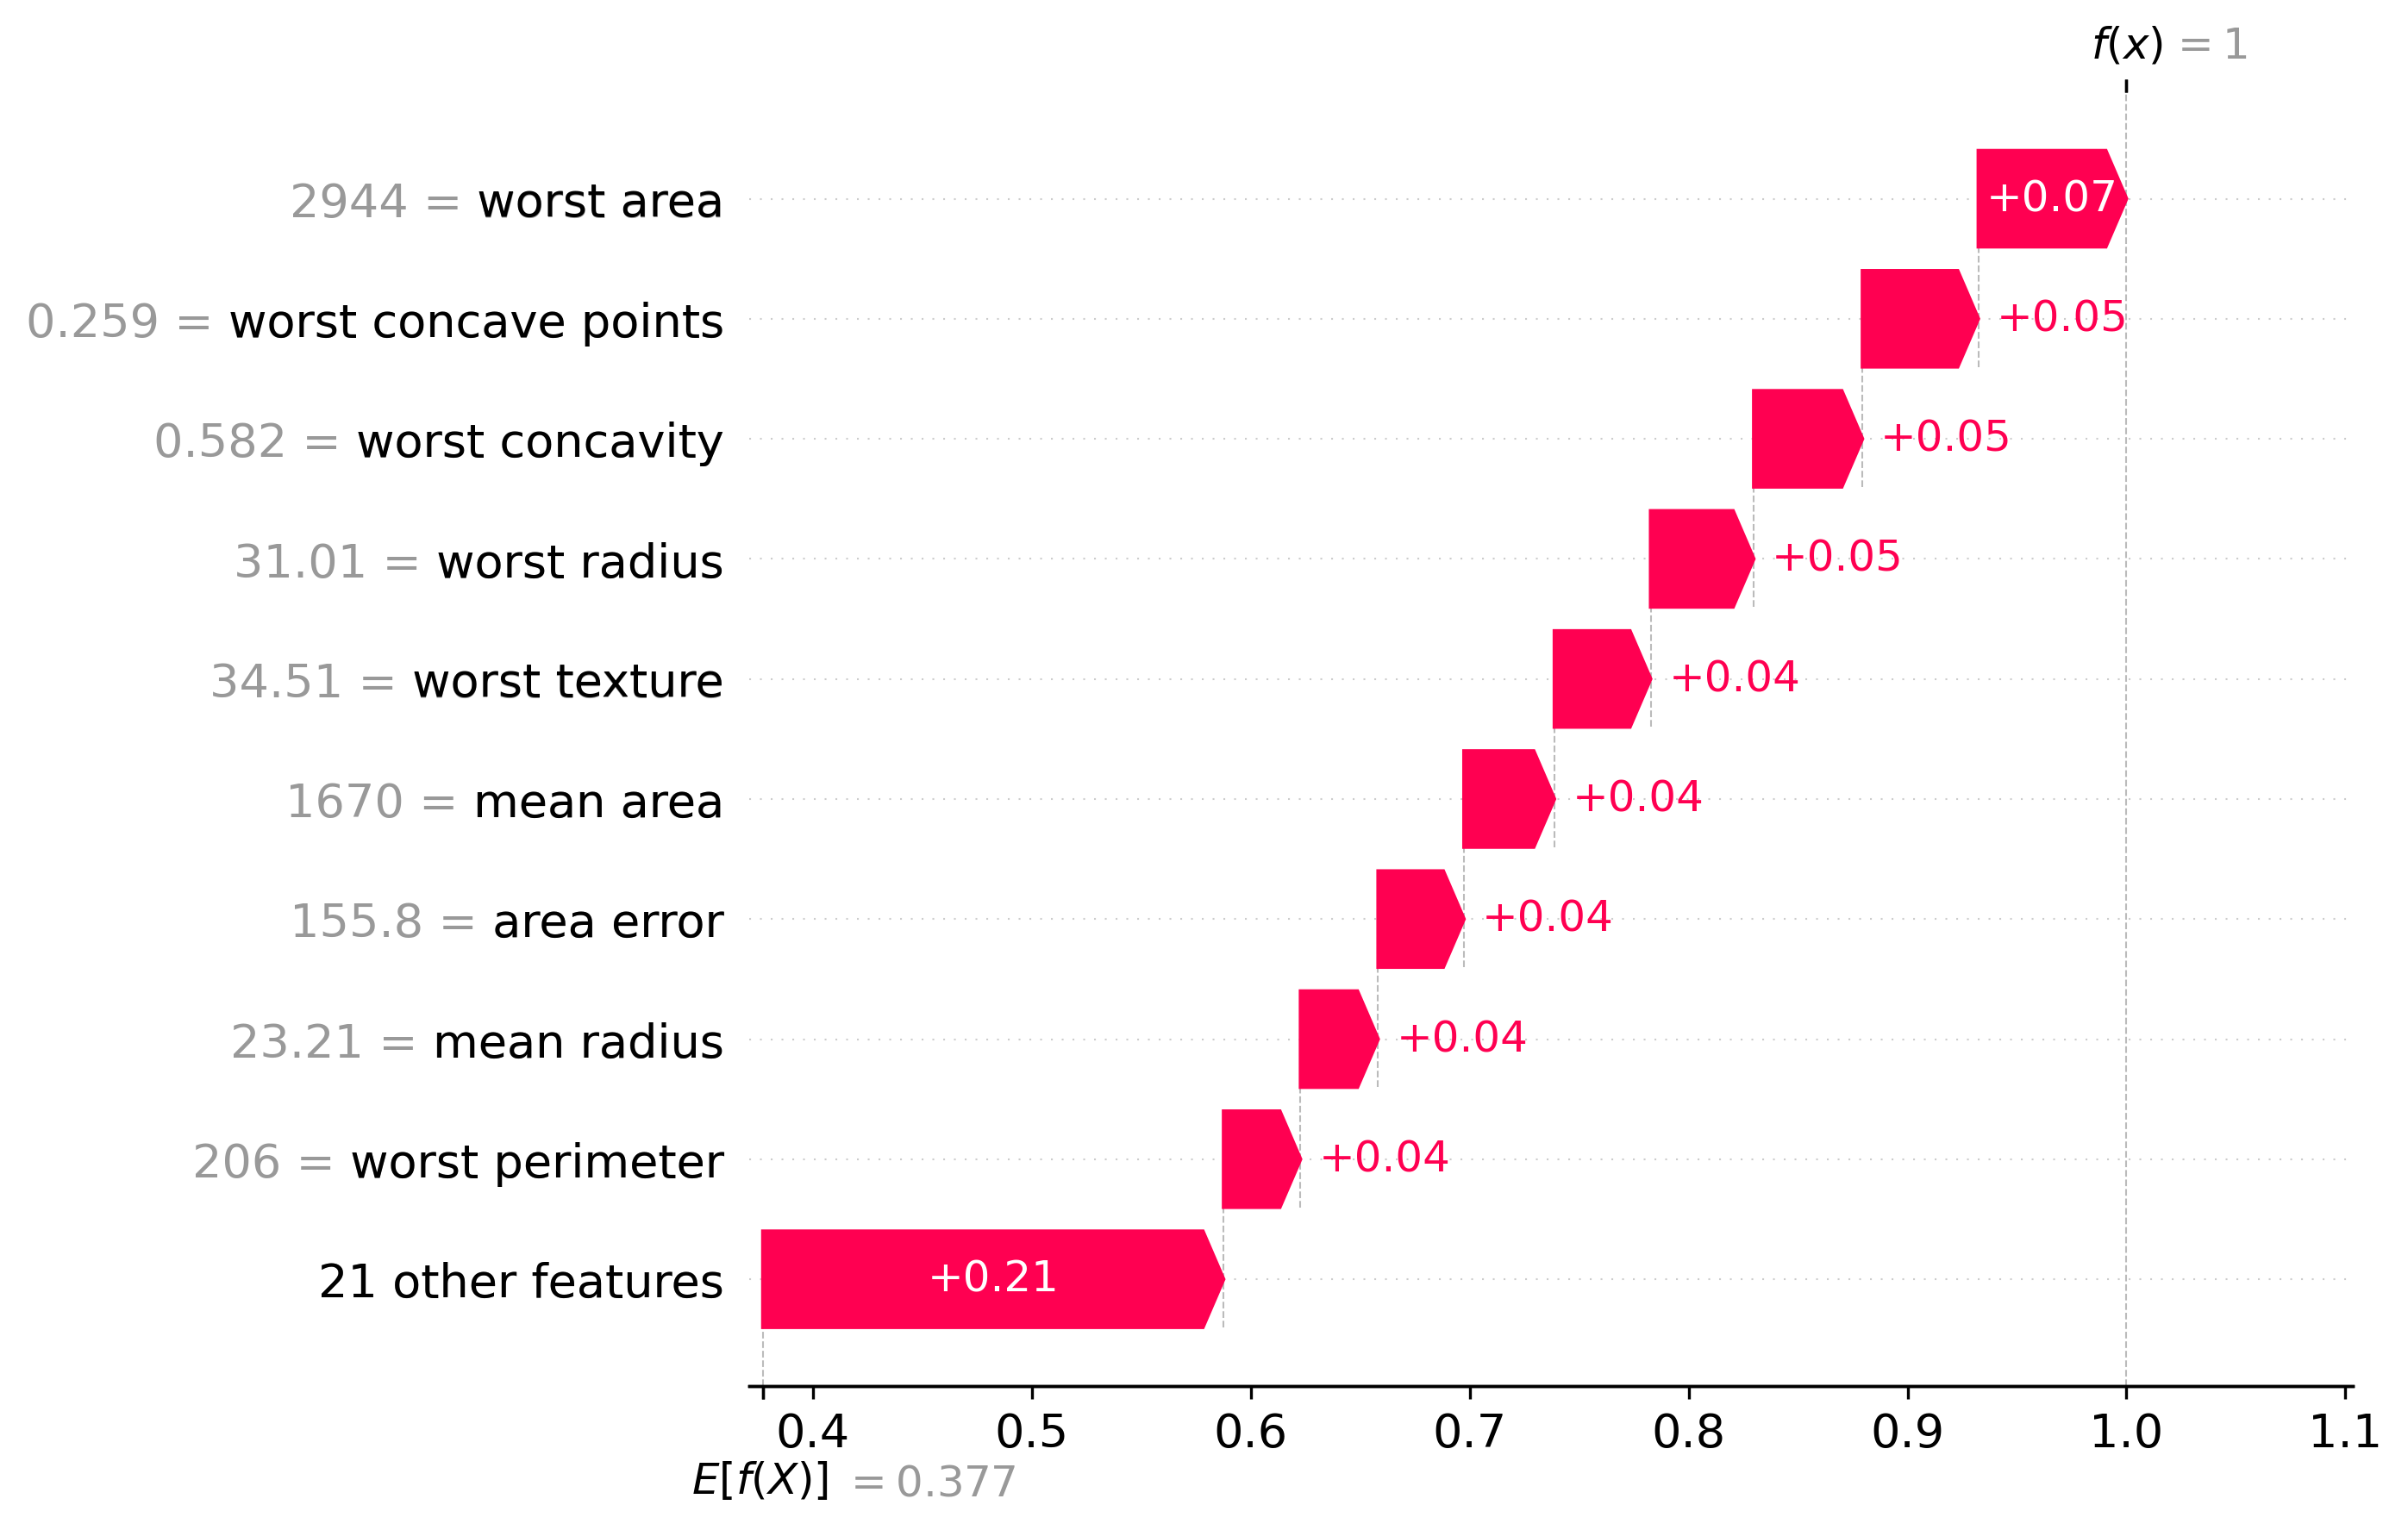 f(x) = 1
2944 = worst area +0.07
0.259 = worst concave points +0.05
0.582 = worst concavity +0.05
31.01 = worst radius +0.05
34.51 = worst texture +0.04
1670 = mean area +0.04
155.8 = area error +0.04
23.21 = mean radius +0.04
206 = worst perimeter +0.04
21 other features +0.21
0.4 0.5 0.6 0.7 0.8 0.9 1.0 1.1
E[f(X)] = 0.377